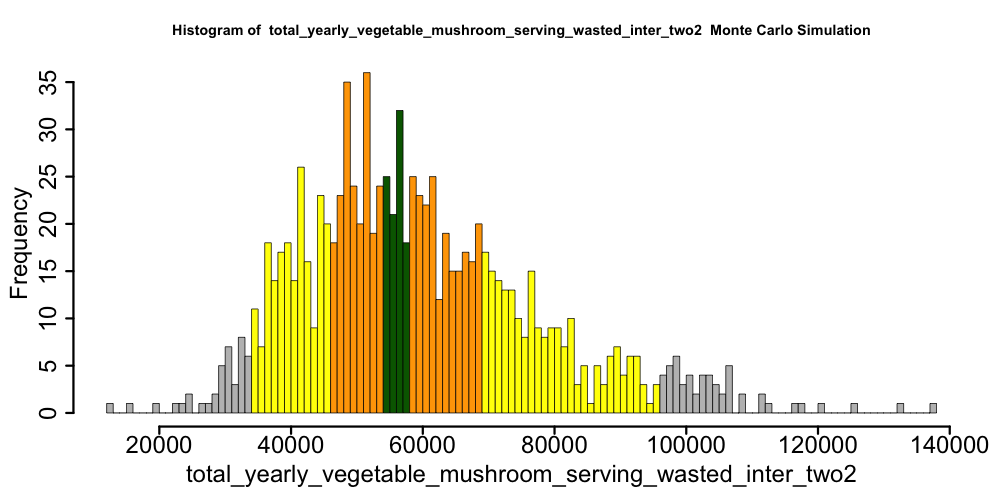 Histogram of  total_yearly_vegetable_mushroom_serving_wasted_inter_two2  Monte Carlo Simulation
35
30
25
20
15
10
5
0
Frequency
20000 40000 60000 80000 100000 120000 140000
total_yearly_vegetable_mushroom_serving_wasted_inter_two2